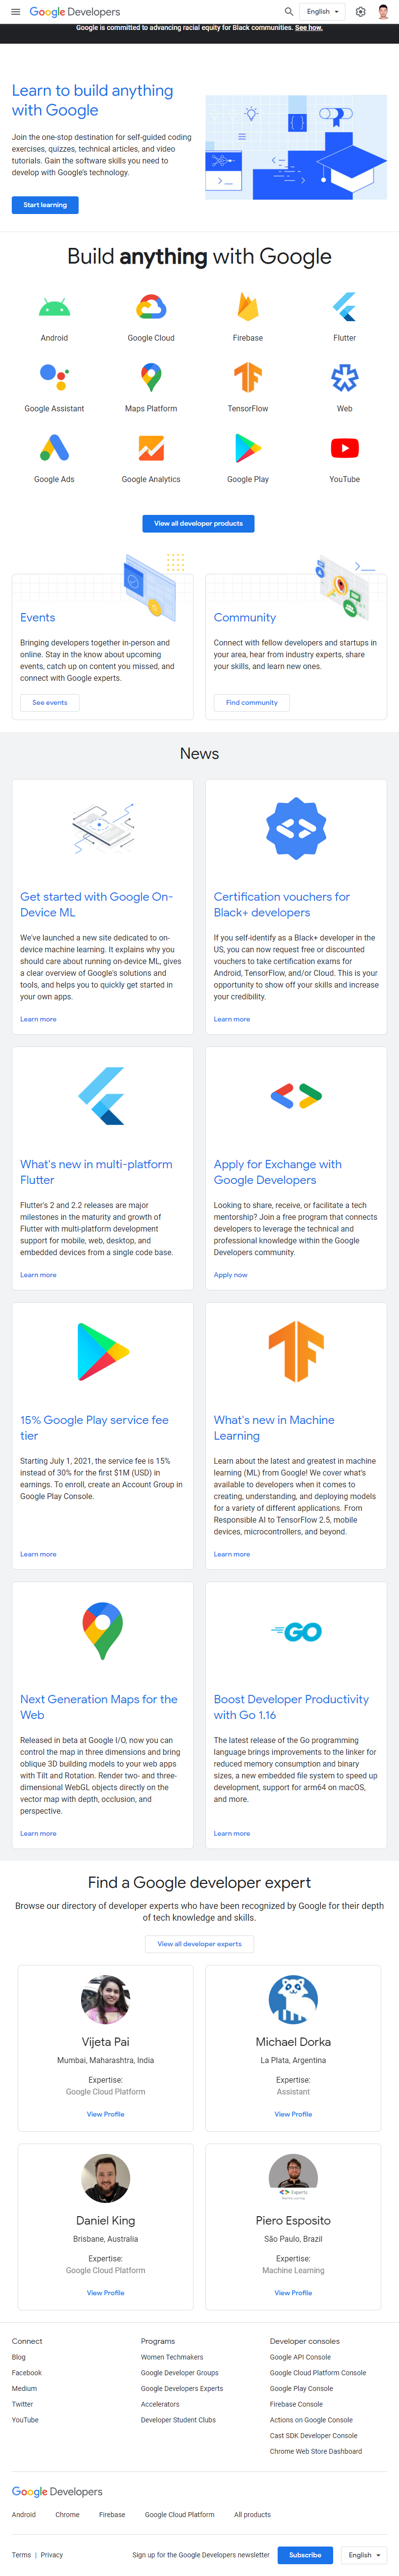 Google Developers
English
Google is committed to advancing racial equity for Black communities. See how.
Learn to build anything
with Google
Join the one-stop destination for self-guided coding
exercises, quizzes, technical articles, and video
tutorials. Gain the software skills you need to
develop with Google's technology.
Start learning
Build anything with Google
Android
Google Cloud
Firebase
Flutter
Google Assistant
Maps Platform
TensorFlow
Web
Google Ads
Google Analytics
Google Play
YouTube
View all developer products
Events
Bringing developers together in-person and
online. Stay in the know about upcoming
events, catch up on content you missed, and
connect with Google experts.
See events
Community
Connect with fellow developers and startups in
your area, hear from industry experts, share
your skills, and learn new ones.
Find community
News
Get started with Google On-
Device ML
We've launched a new site dedicated to on-
device machine learning. It explains why you
should care about running on-device ML, gives
a clear overview of Google's solutions and
tools, and helps you to quickly get started in
your own apps.
Learn more
Certification vouchers for
Black+ developers
If you self-identify as a Black+ developer in the
US, you can now request free or discounted
vouchers to take certification exams for
Android, TensorFlow, and/or Cloud. This is your
opportunity to show off your skills and increase
your credibility.
Learn more
What's new in multi-platform
Flutter
Flutter's 2 and 2.2 releases are major
milestones in the maturity and growth of
Flutter with multi-platform development
support for mobile, web, desktop, and
embedded devices from a single code base.
Learn more
Apply for Exchange with
Google Developers
Looking to share, receive, or facilitate a tech
mentorship? Join a free program that connects
developers to leverage the technical and
professional knowledge within the Google
Developers community.
Apply now
15% Google Play service fee
tier
Starting July 1, 2021, the service fee is 15%
instead of 30% for the first $1M (USD) in
earnings. To enroll, create an Account Group in
Google Play Console.
Learn more
What's new in Machine
Learning
Learn about the latest and greatest in machine
learning (ML) from Google! We cover what's
available to developers when it comes to
creating, understanding, and deploying models
for a variety of different applications. From
Responsible AI to TensorFlow 2.5, mobile
devices, microcontrollers, and beyond.
Learn more
Next Generation Maps for the
Web
Released in beta at Google I/O, now you can
control the map in three dimensions and bring
oblique 3D building models to your web apps
with Tilt and Rotation. Render two- and three-
dimensional WebGL objects directly on the
vector map with depth, occlusion, and
perspective.
Learn more
GO
Boost Developer Productivity
with Go 1.16
The latest release of the Go programming
language brings improvements to the linker for
reduced memory consumption and binary
sizes, a new embedded file system to speed up
development, support for arm64 on macOS,
and more.
Learn more
Find a Google developer expert
Browse our directory of developer experts who have been recognized by Google for their depth
of tech knowledge and skills.
View all developer experts
Vijeta Pai
Mumbai, Maharashtra, India
Expertise:
Google Cloud Platform
View Profile
Michael Dorka
La Plata, Argentina
Expertise:
Assistant
View Profile
Daniel King
Brisbane, Australia
Expertise:
Google Cloud Platform
View Profile
Experts
Machine Learning
Piero Esposito
São Paulo, Brazil
Expertise:
Machine Learning
View Profile
Connect
Blog
Facebook
Medium
Twitter
YouTube
Programs
Women Techmakers
Google Developer Groups
Google Developers Experts
Accelerators
Developer Student Clubs
Developer consoles
Google API Console
Google Cloud Platform Console
Google Play Console
Firebase Console
Actions on Google Console
Cast SDK Developer Console
Chrome Web Store Dashboard
Google Developers
Android
Chrome
Firebase
Google Cloud Platform
All products
Terms | Privacy
Sign up for the Google Developers newsletter
Subscribe
English